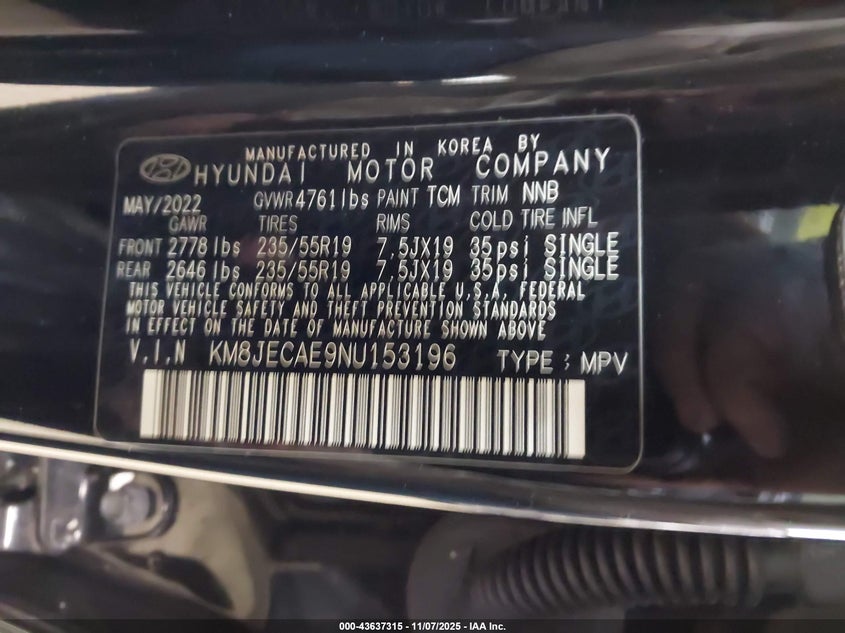 MANUFACTURED IN KOREA BY
HYUNDAI MOTOR COMPANY
MAY/2022 GVWR 4761 lbs PAINT TCM TRIM NNB
GAWR TIRES RIMS COLD TIRE INFL
FRONT 2778 lbs 235/55R19 7.5JX19 35psi SINGLE
REAR 2646 lbs 235/55R19 7.5JX19 35psi SINGLE
THIS VEHICLE CONFORMS TO ALL APPLICABLE U.S.A. FEDERAL
MOTOR VEHICLE SAFETY AND THEFT PREVENTION STANDARDS
IN EFFECT ON THE DATE OF MANUFACTURE SHOWN ABOVE
V.I.N KM8JECAE9NU153196 TYPE : MPV
000-43637315 | 11/07/2025 | IAA Inc.